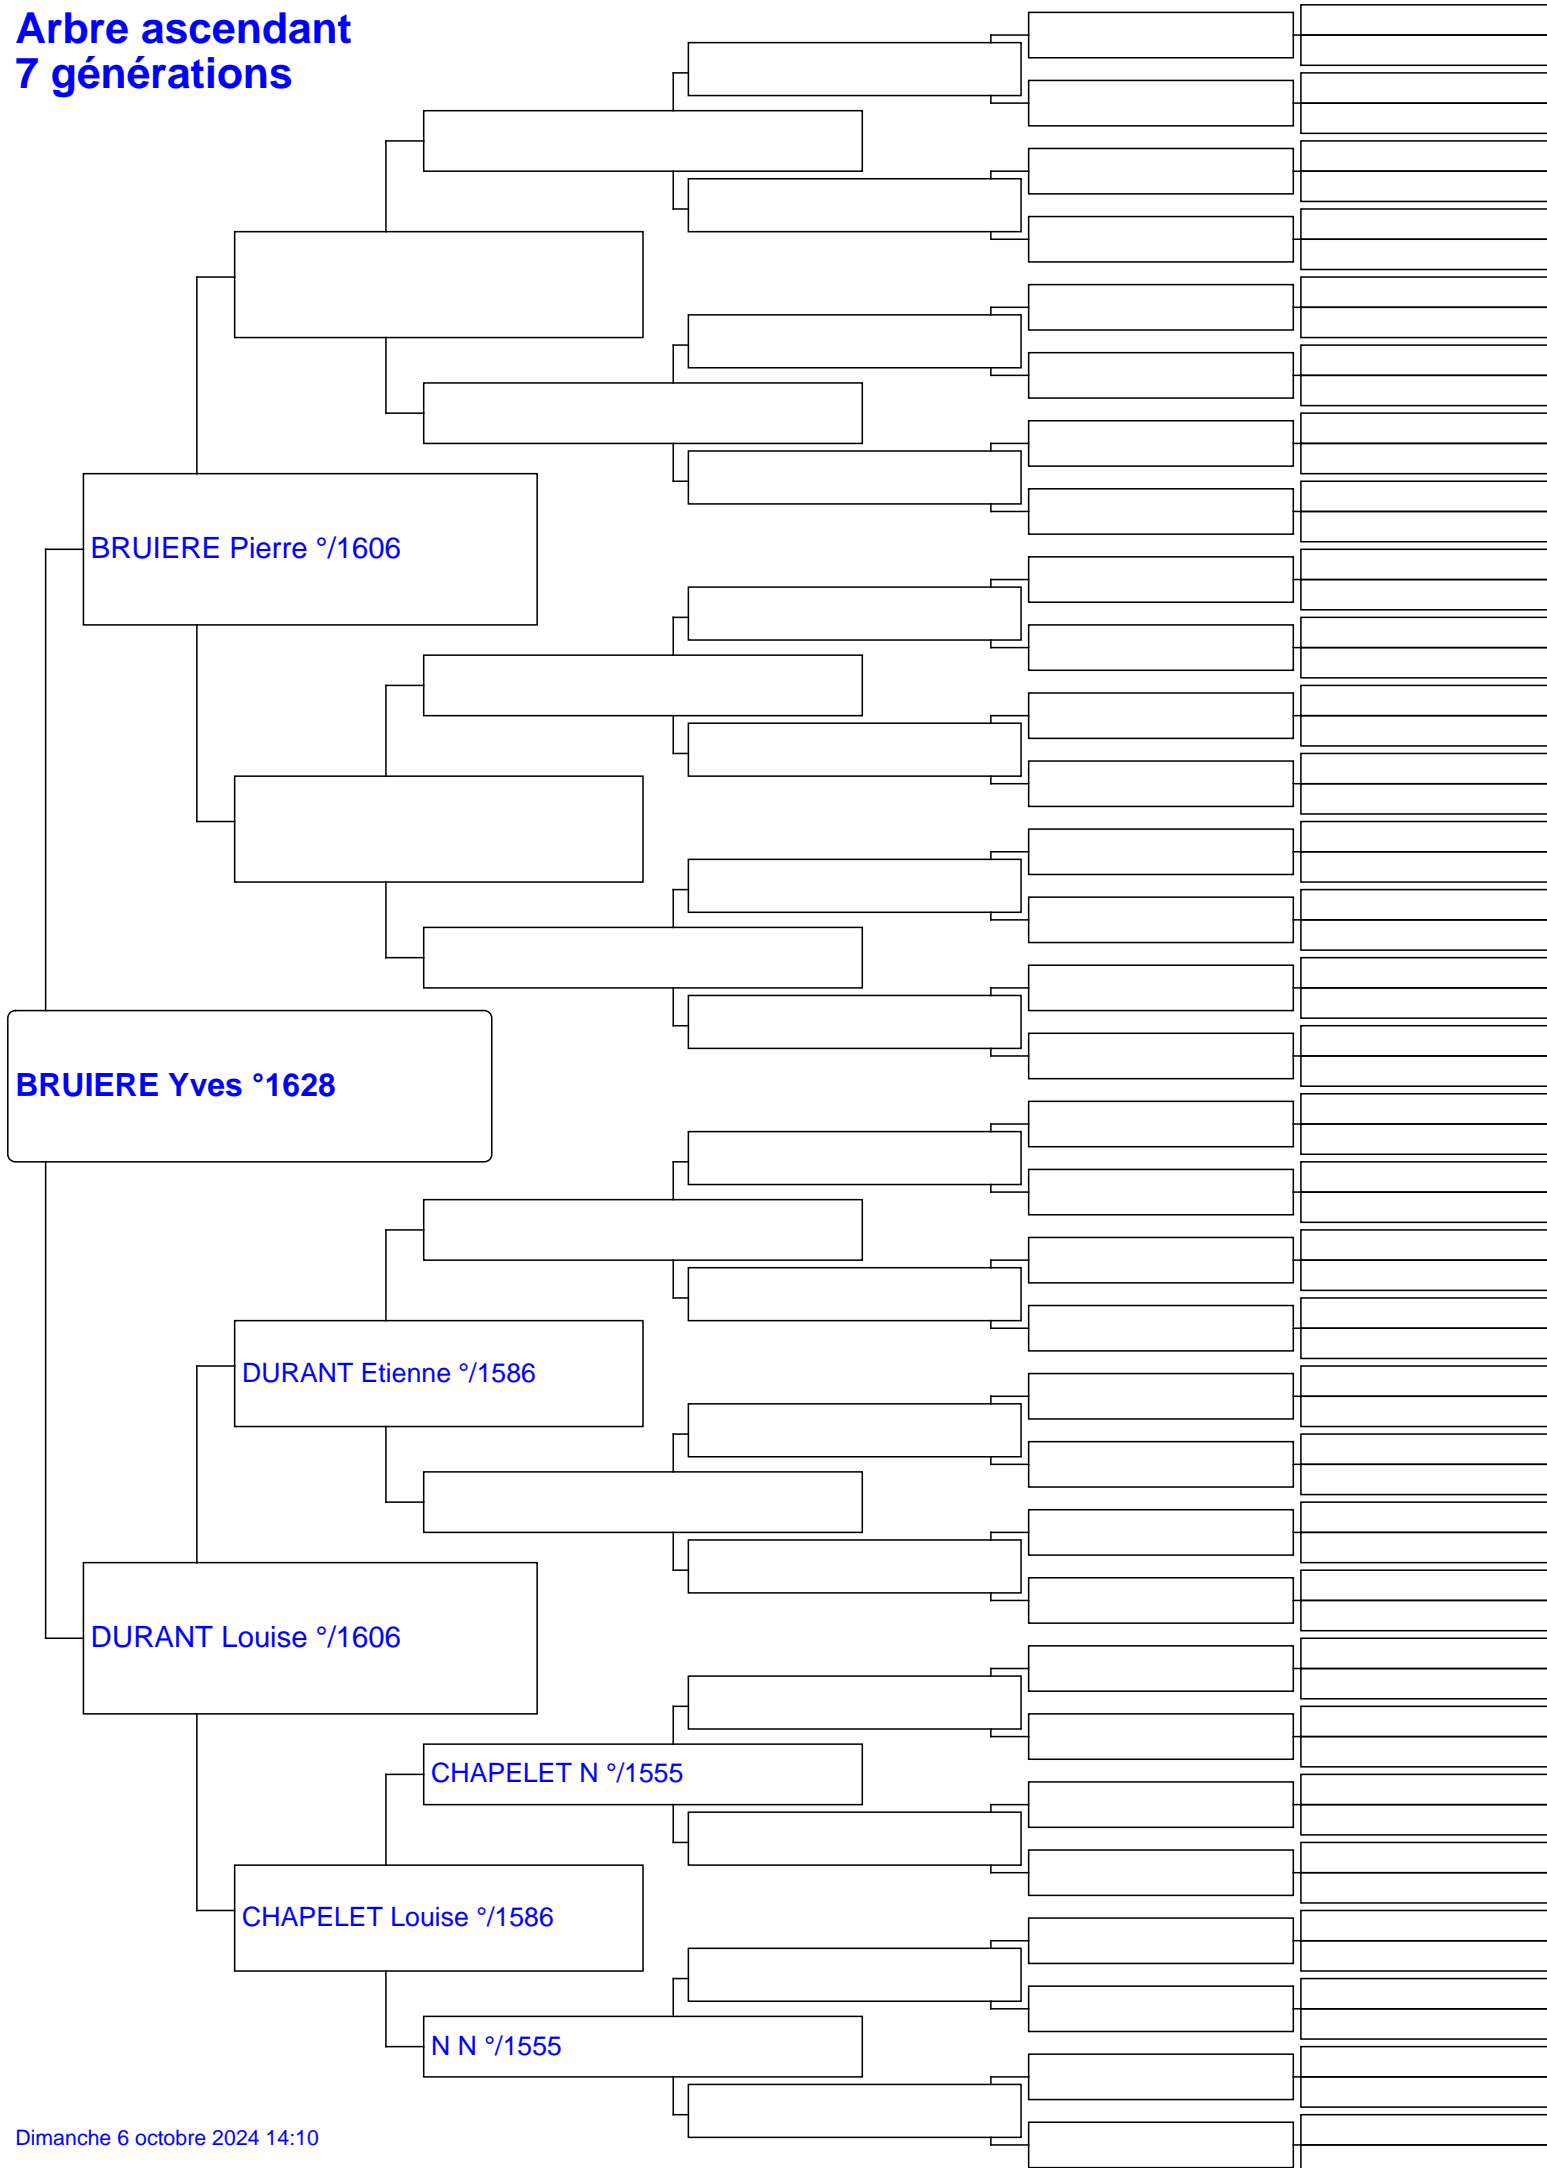 Arbre ascendant
7 générations
BRUIERE Pierre °/1606
BRUIERE Yves °1628
DURANT Etienne °/1586
DURANT Louise °/1606
CHAPELET N °/1555
CHAPELET Louise °/1586
N N °/1555
Dimanche 6 octobre 2024 14:10